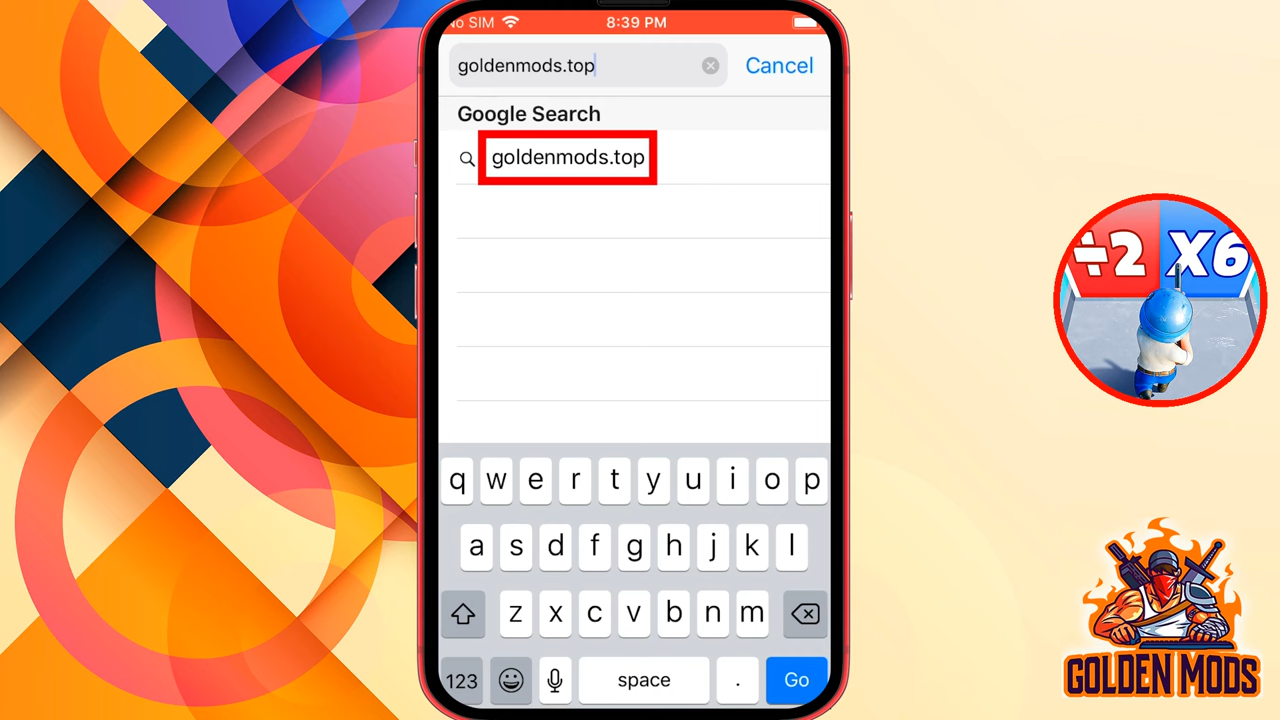 No SIM
8:39 PM
goldenmods.top
Cancel
Google Search
goldenmods.top
÷2 X6
q w e r t y u i o p
a s d f g h j k l
z x c v b n m
123
space
.
Go
GOLDEN MODS